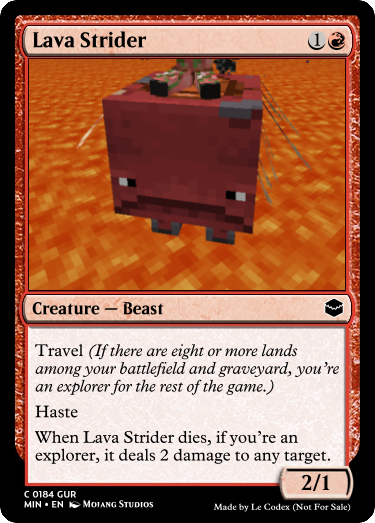 Lava Strider 1
Creature — Beast
Travel (If there are eight or more lands
among your battlefield and graveyard, you're
an explorer for the rest of the game.)
Haste
When Lava Strider dies, if you're an
explorer, it deals 2 damage to any target.
2/1
C 0184 GUR
MIN • EN Mojang Studios
Made by Le Codex (Not For Sale)